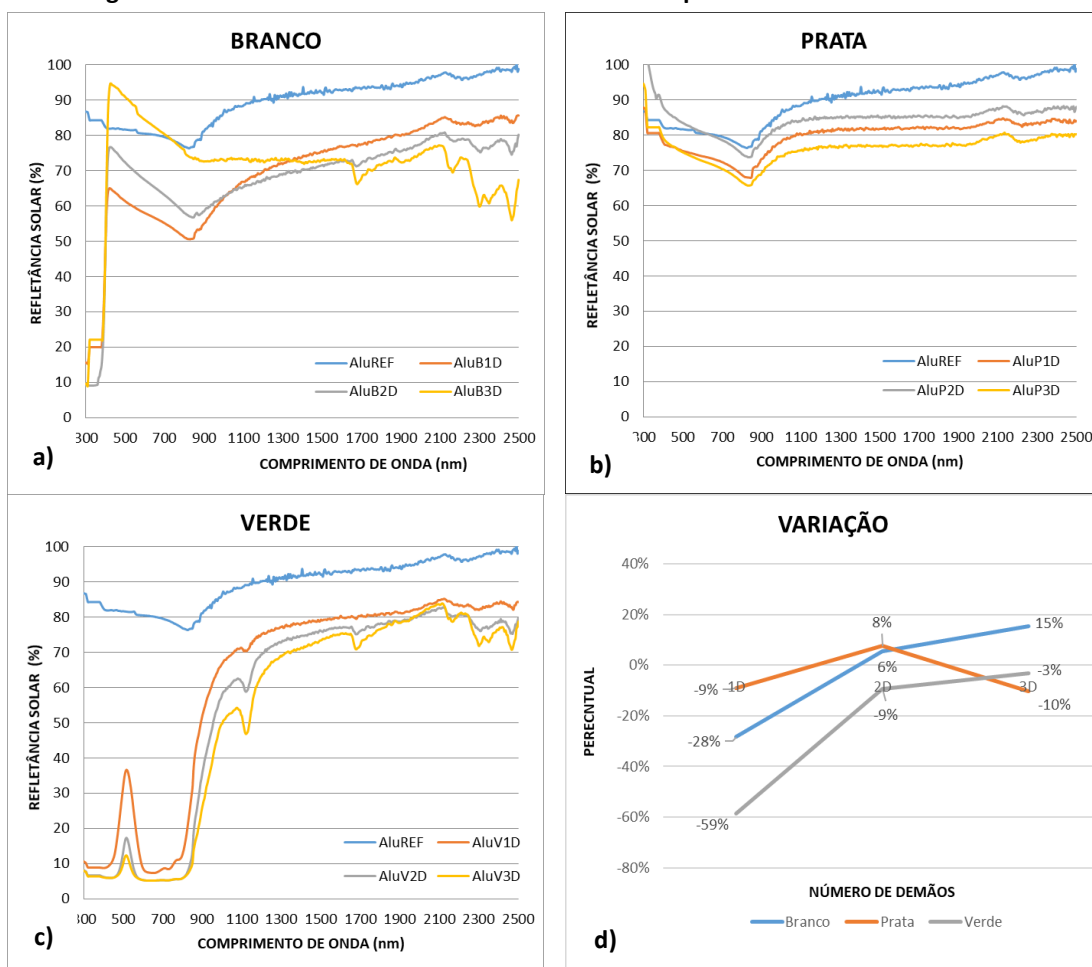 BRANCO
100
90
80
70
60
50
40
30
20
10
0
REFLETÂNCIA SOLAR (%)
AluREF AluB1D
AluB2D AluB3D
300 500 700 900 1100 1300 1500 1700 1900 2100 2300 2500
COMPRIMENTO DE ONDA (nm)
a)
PRATA
100
90
80
70
60
50
40
30
20
10
0
REFLETÂNCIA SOLAR (%)
AluREF AluP1D
AluP2D AluP3D
300 500 700 900 1100 1300 1500 1700 1900 2100 2300 2500
COMPRIMENTO DE ONDA (nm)
b)
VERDE
100
90
80
70
60
50
40
30
20
10
0
REFLETÂNCIA SOLAR (%)
AluREF AluV1D
AluV2D AluV3D
300 500 700 900 1100 1300 1500 1700 1900 2100 2300 2500
COMPRIMENTO DE ONDA (nm)
c)
VARIAÇÃO
40%
20%
0%
-20%
-40%
-60%
-80%
PERECNTUAL
8%
15%
6%
-3%
1D
2D
3D
-9%
-9%
-10%
-28%
-59%
NÚMERO DE DEMÃOS
Branco Prata Verde
d)